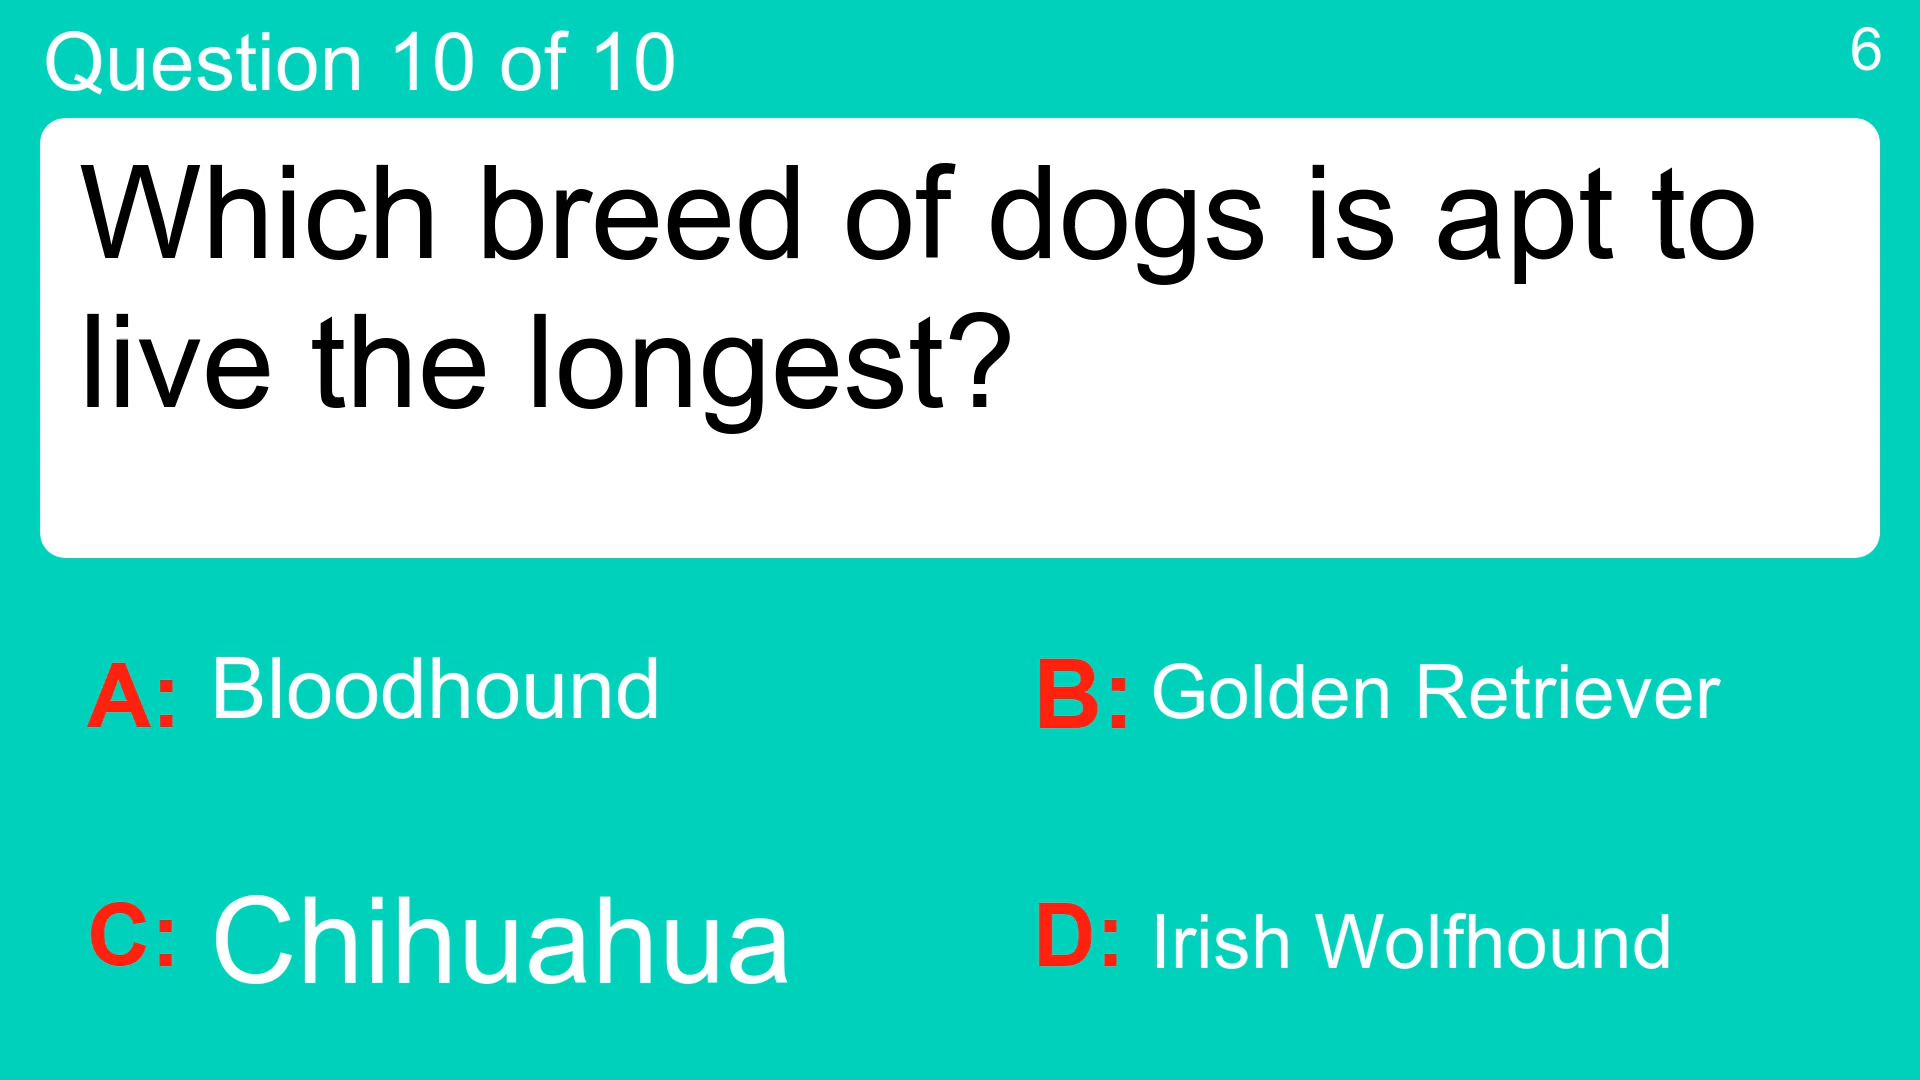 Question 10 of 10
6
Which breed of dogs is apt to
live the longest?
A: Bloodhound
B: Golden Retriever
C: Chihuahua
D: Irish Wolfhound